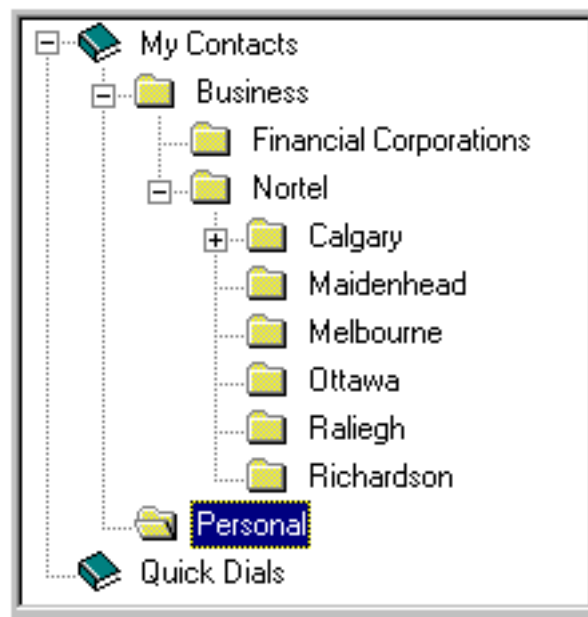 My Contacts
Business
Financial Corporations
Nortel
Calgary
Maidenhead
Melbourne
Ottawa
Raliegh
Richardson
Personal
Quick Dials